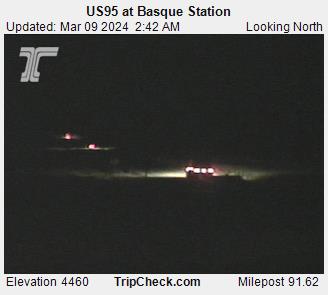 US95 at Basque Station
Updated: Mar 09 2024 2:42 AM Looking North
Elevation 4460 TripCheck.com Milepost 91.62